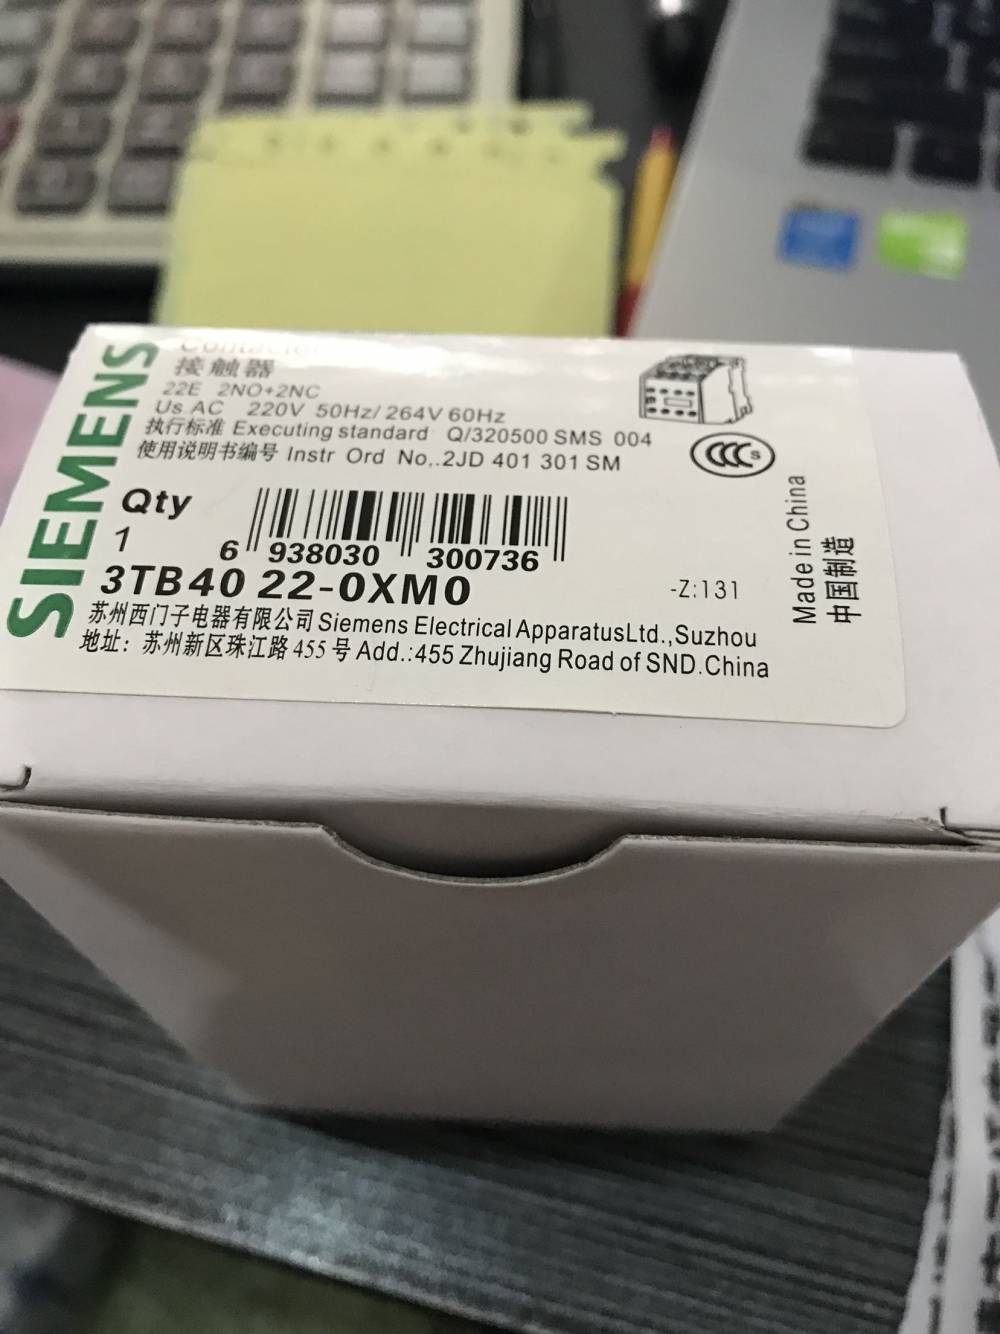 SIEMENS
Contactor
接触器
22E 2NO+2NC
Us AC 220V 50Hz/264V 60Hz
执行标准 Executing standard Q/320500 SMS 004
使用说明书编号 Instr Ord No,.2JD 401 301 SM
CCC S
Qty
1
6 938030 300736
3TB40 22-0XM0
-Z:131
苏州西门子电器有限公司 Siemens Electrical ApparatusLtd.,Suzhou
地址：苏州新区珠江路 455 号 Add.:455 Zhujiang Road of SND.China
Made in China
中国制造